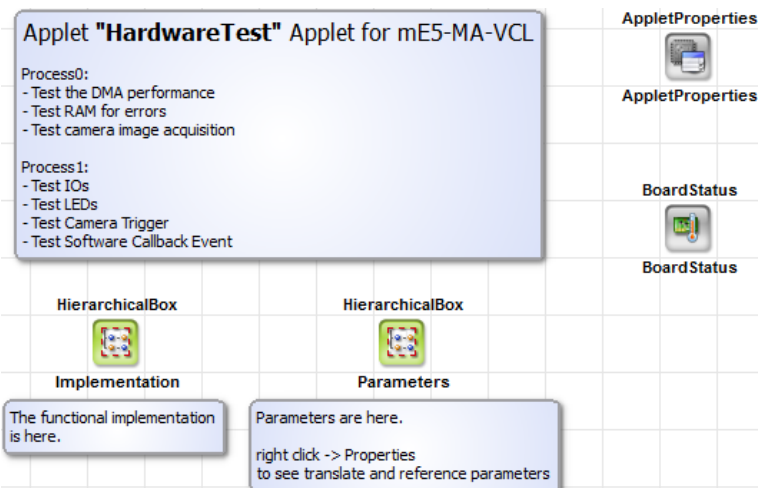 Applet "HardwareTest" Applet for mE5-MA-VCL
Process0:
- Test the DMA performance
- Test RAM for errors
- Test camera image acquisition
Process1:
- Test IOs
- Test LEDs
- Test Camera Trigger
- Test Software Callback Event
AppletProperties
AppletProperties
BoardStatus
BoardStatus
HierarchicalBox
Implementation
The functional implementation
is here.
HierarchicalBox
Parameters
Parameters are here.
right click -> Properties
to see translate and reference parameters